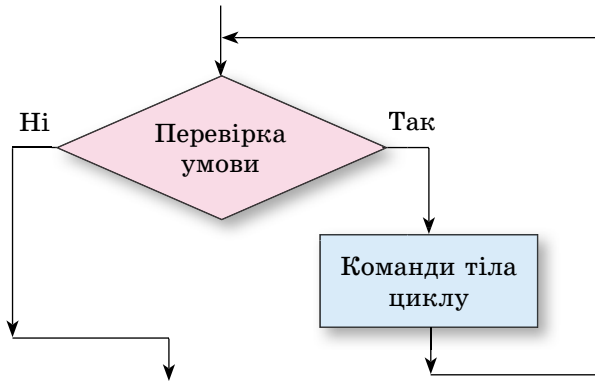 Ні
Так
Перевірка
умови
Команди тіла
циклу